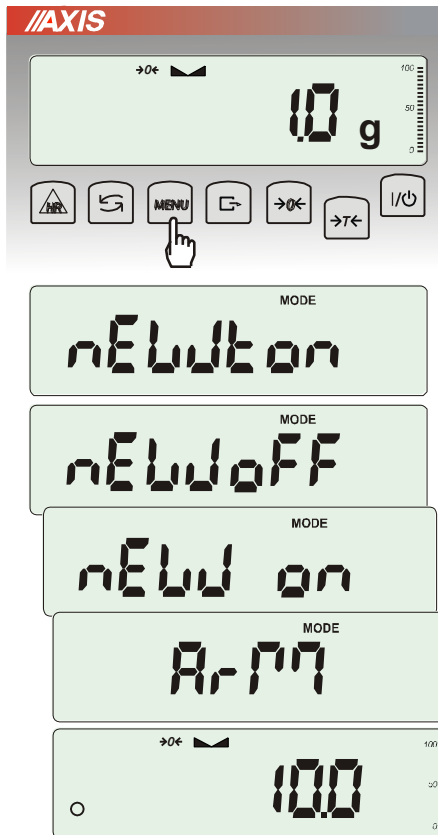 AXIS
→0←
100
1.0 g
50
0
HR MENU →0← →T← I/⏻
MODE
nEWton
MODE
nEWoFF
MODE
nEW on
MODE
ArM
→0←
100
10.0
50
0